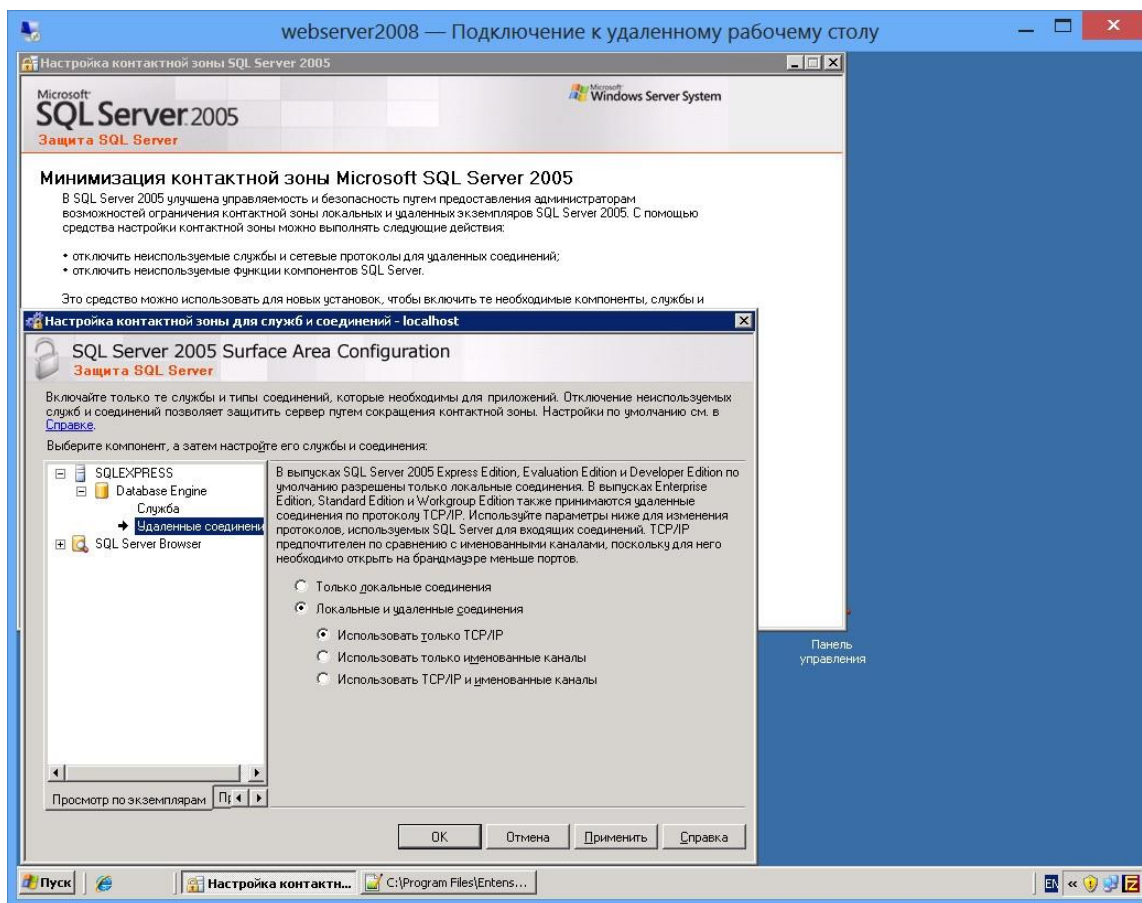 webserver2008 — Подключение к удаленному рабочему столу
Настройка контактной зоны SQL Server 2005
Microsoft
SQL Server 2005
Защита SQL Server
Microsoft
Windows Server System
Минимизация контактной зоны Microsoft SQL Server 2005
В SQL Server 2005 улучшена управляемость и безопасность путем предоставления администраторам
возможностей ограничения контактной зоны локальных и удаленных экземпляров SQL Server 2005. С помощью
средства настройки контактной зоны можно выполнять следующие действия:
• отключить неиспользуемые службы и сетевые протоколы для удаленных соединений;
• отключить неиспользуемые функции компонентов SQL Server.
Это средство можно использовать для новых установок, чтобы включить те необходимые компоненты, службы и
Настройка контактной зоны для служб и соединений - localhost
SQL Server 2005 Surface Area Configuration
Защита SQL Server
Включайте только те службы и типы соединений, которые необходимы для приложений. Отключение неиспользуемых
служб и соединений позволяет защитить сервер путем сокращения контактной зоны. Настройки по умолчанию см. в
Справке.
Выберите компонент, а затем настройте его службы и соединения:
SQLEXPRESS
Database Engine
Служба
Удаленные соединени
SQL Server Browser
В выпусках SQL Server 2005 Express Edition, Evaluation Edition и Developer Edition по
умолчанию разрешены только локальные соединения. В выпусках Enterprise
Edition, Standard Edition и Workgroup Edition также принимаются удаленные
соединения по протоколу TCP/IP. Используйте параметры ниже для изменения
протоколов, используемых SQL Server для входящих соединений. TCP/IP
предпочтителен по сравнению с именованными каналами, поскольку для него
необходимо открыть на брандмауэре меньше портов.
Только локальные соединения
Локальные и удаленные соединения
Использовать только TCP/IP
Использовать только именованные каналы
Использовать TCP/IP и именованные каналы
Просмотр по экземплярам
OK
Отмена
Применить
Справка
Панель
управления
Пуск
Настройка контактн...
C:\Program Files\Entens...
EN